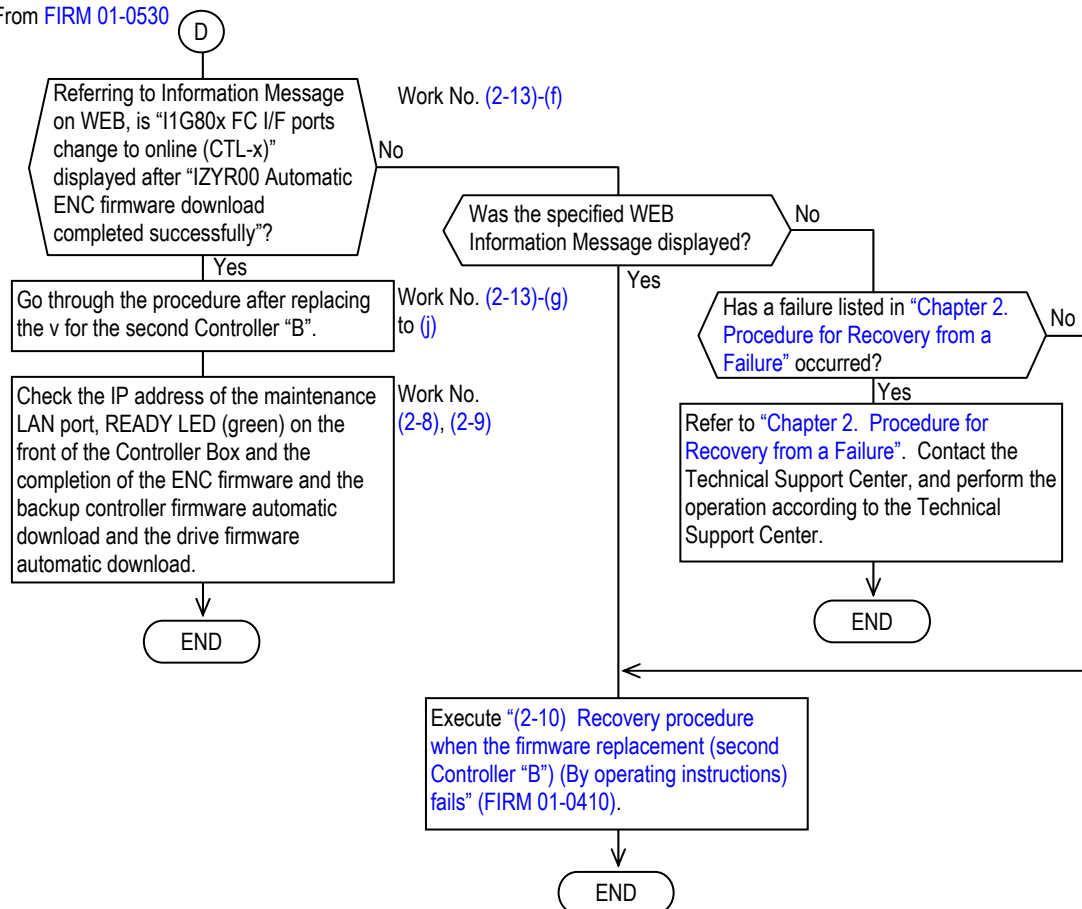 From FIRM 01-0530
D
Referring to Information Message
on WEB, is “I1G80x FC I/F ports
change to online (CTL-x)”
displayed after “IZYR00 Automatic
ENC firmware download
completed successfully”?
Work No. (2-13)-(f)
No
Yes
Was the specified WEB
Information Message displayed?
No
Yes
Go through the procedure after replacing
the v for the second Controller “B”.
Work No. (2-13)-(g)
to (j)
Has a failure listed in “Chapter 2.
Procedure for Recovery from a
Failure” occurred?
No
Yes
Check the IP address of the maintenance
LAN port, READY LED (green) on the
front of the Controller Box and the
completion of the ENC firmware and the
backup controller firmware automatic
download and the drive firmware
automatic download.
Work No.
(2-8), (2-9)
Refer to “Chapter 2. Procedure for
Recovery from a Failure”. Contact the
Technical Support Center, and perform the
operation according to the Technical
Support Center.
END
END
Execute “(2-10) Recovery procedure
when the firmware replacement (second
Controller “B”) (By operating instructions)
fails” (FIRM 01-0410).
END